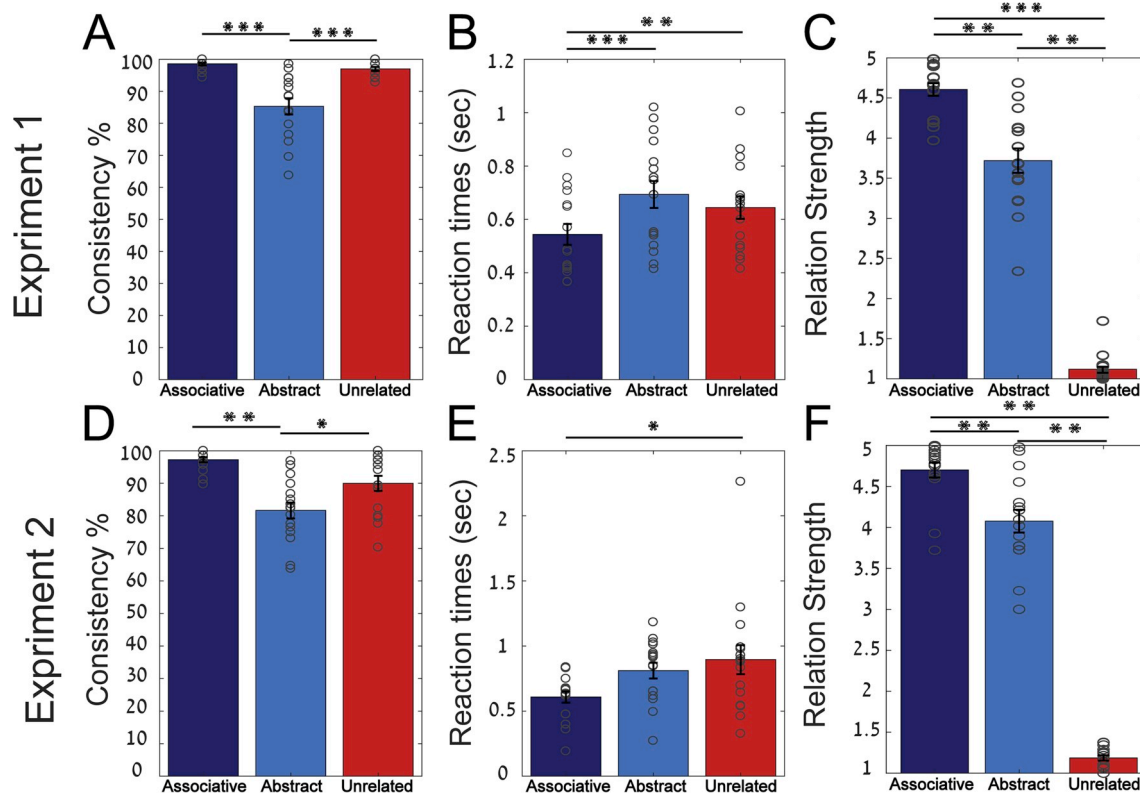 Expriment 1
A
***
***
Consistency %
100
90
80
70
60
50
40
30
20
10
0
Associative
Abstract
Unrelated
B
**
***
Reaction times (sec)
1.2
1
0.8
0.6
0.4
0.2
0
Associative
Abstract
Unrelated
C
***
**
**
Relation Strength
5
4.5
4
3.5
3
2.5
2
1.5
1
Associative
Abstract
Unrelated
Expriment 2
D
**
*
Consistency %
100
90
80
70
60
50
40
30
20
10
0
Associative
Abstract
Unrelated
E
*
Reaction times (sec)
2.5
2
1.5
1
0.5
0
Associative
Abstract
Unrelated
F
**
**
**
Relation Strength
5
4.5
4
3.5
3
2.5
2
1.5
1
Associative
Abstract
Unrelated